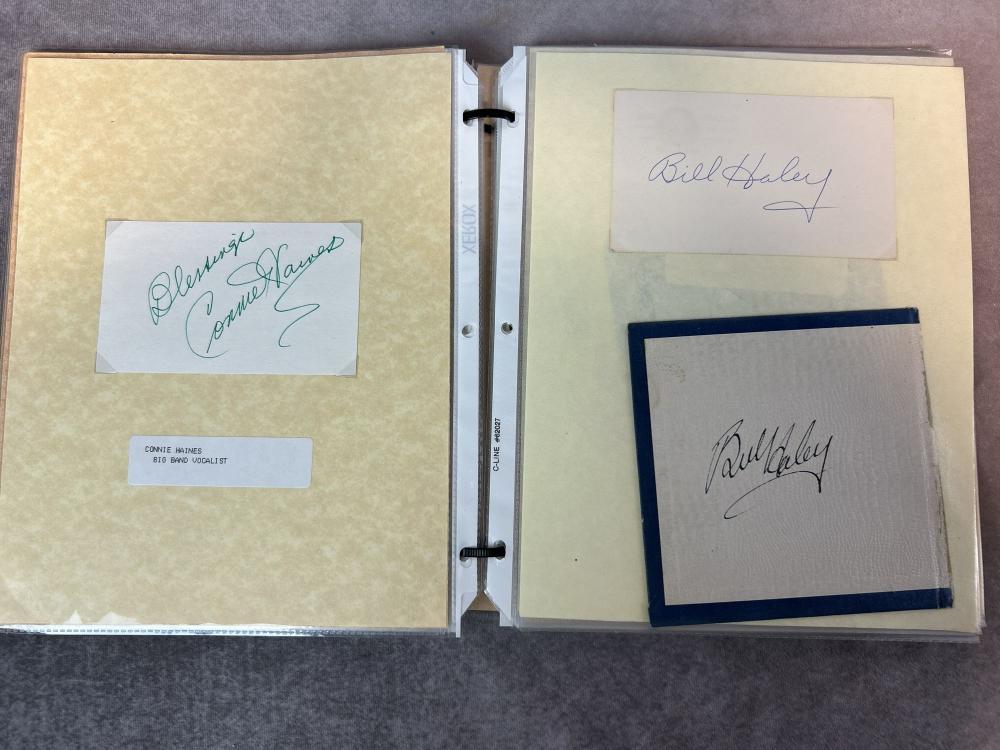 Blessings
Connie Haines
CONNIE HAINES
BIG BAND VOCALIST
XEROX
C-LINE #62027
Bill Haley
Bill Haley